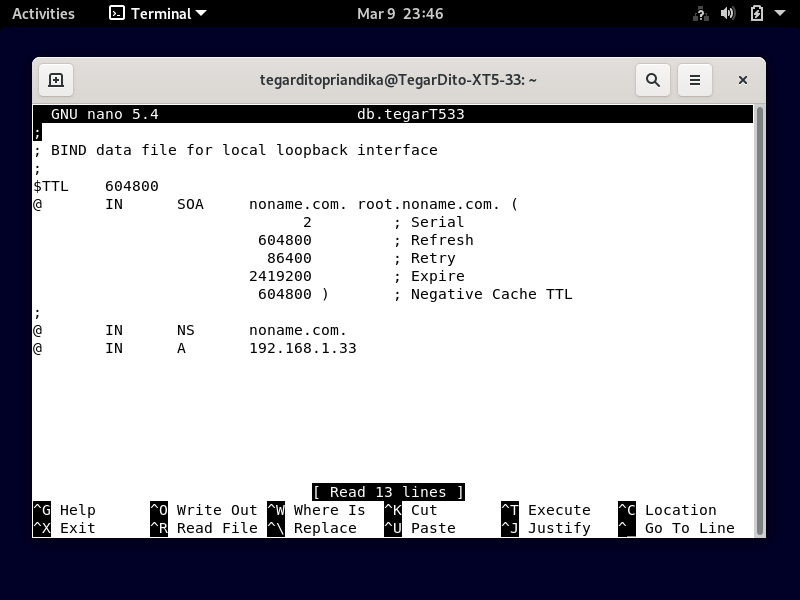 Activities Terminal Mar 9 23:46
tegarditopriandika@TegarDito-XT5-33: ~
GNU nano 5.4 db.tegarT533
;
; BIND data file for local loopback interface
;
$TTL 604800
@ IN SOA noname.com. root.noname.com. (
2 ; Serial
604800 ; Refresh
86400 ; Retry
2419200 ; Expire
604800 ) ; Negative Cache TTL
;
@ IN NS noname.com.
@ IN A 192.168.1.33
[ Read 13 lines ]
^G Help ^O Write Out ^W Where Is ^K Cut ^T Execute ^C Location
^X Exit ^R Read File ^\ Replace ^U Paste ^J Justify ^_ Go To Line